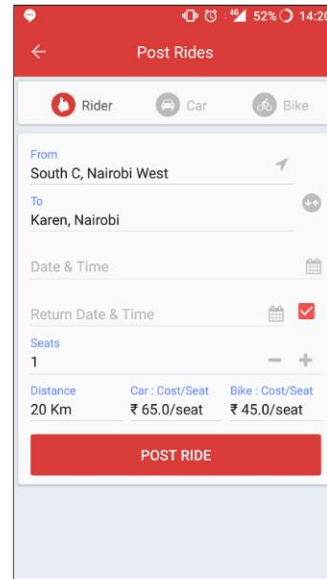 4G 52% 14:20
Post Rides
Rider Car Bike
From
South C, Nairobi West
To
Karen, Nairobi
Date & Time
Return Date & Time
Seats
1
Distance Car : Cost/Seat Bike : Cost/Seat
20 Km ₹ 65.0/seat ₹ 45.0/seat
POST RIDE